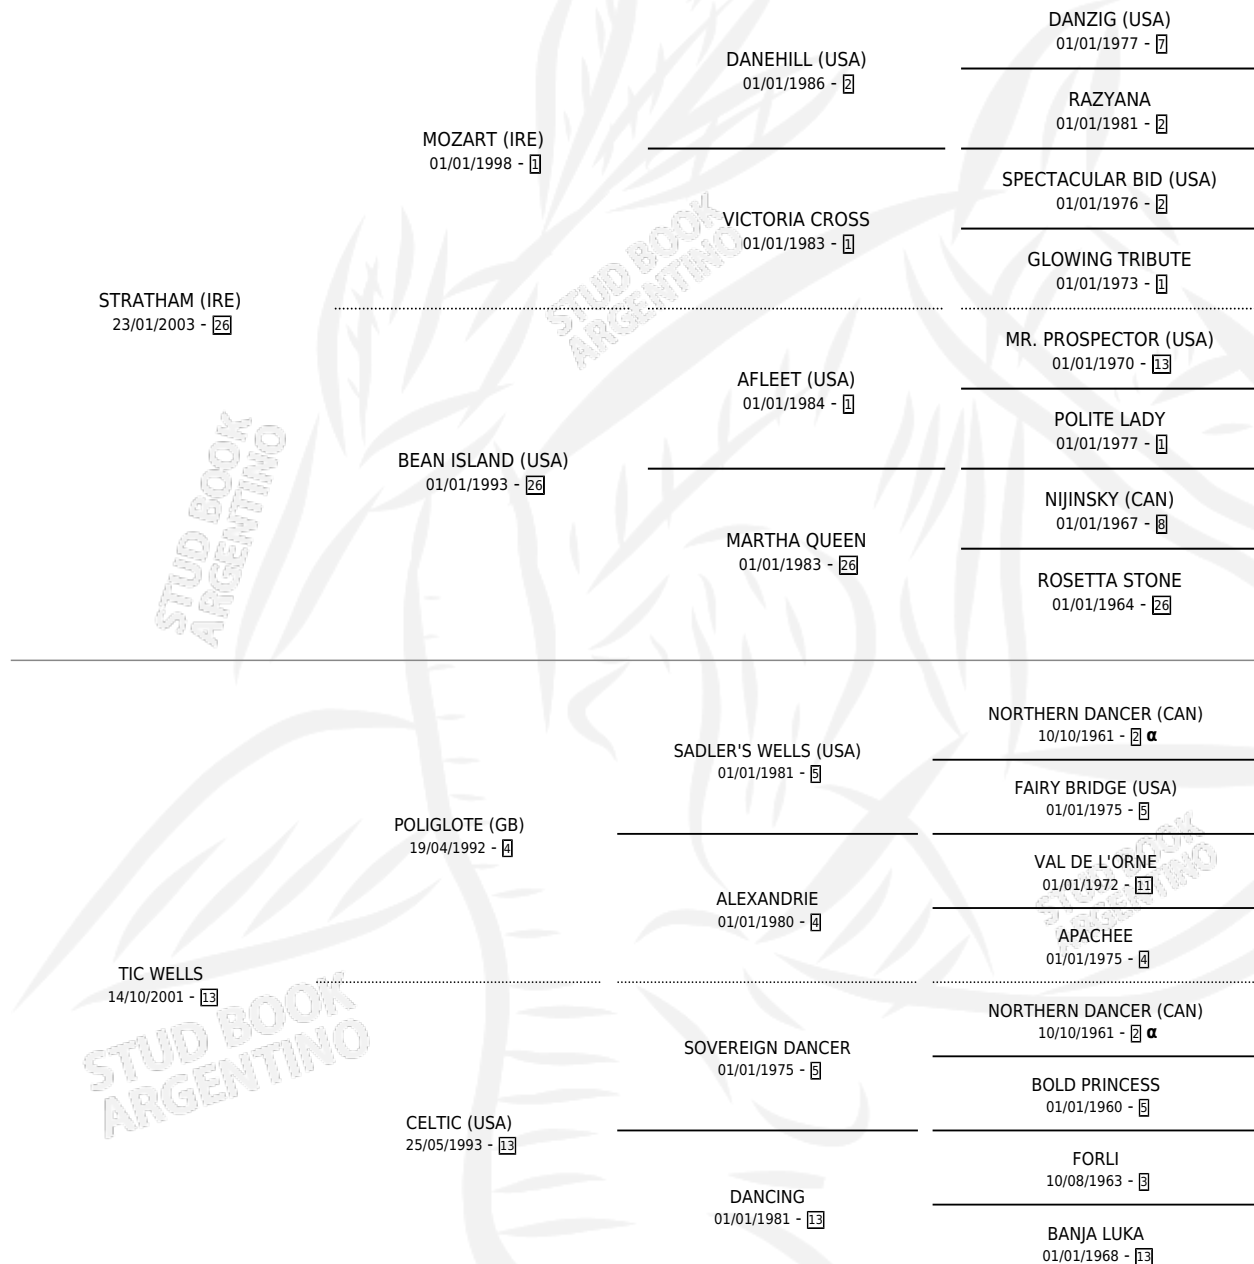 DANZIG (USA)
01/01/1977 - 7
DANEHILL (USA)
01/01/1986 - 2
RAZYANA
01/01/1981 - 2
MOZART (IRE)
01/01/1998 - 1
SPECTACULAR BID (USA)
01/01/1976 - 2
VICTORIA CROSS
01/01/1983 - 1
GLOWING TRIBUTE
01/01/1973 - 1
STUD BOOK
ARGENTINO
STRATHAM (IRE)
23/01/2003 - 26
MR. PROSPECTOR (USA)
01/01/1970 - 13
AFLEET (USA)
01/01/1984 - 1
POLITE LADY
01/01/1977 - 1
BEAN ISLAND (USA)
01/01/1993 - 26
NIJINSKY (CAN)
01/01/1967 - 8
MARTHA QUEEN
01/01/1983 - 26
ROSETTA STONE
01/01/1964 - 26
STUD BOOK
ARGENTINO
NORTHERN DANCER (CAN)
10/10/1961 - 2 α
SADLER'S WELLS (USA)
01/01/1981 - 5
FAIRY BRIDGE (USA)
01/01/1975 - 5
POLIGLOTE (GB)
19/04/1992 - 4
VAL DE L'ORNE
01/01/1972 - 11
ALEXANDRIE
01/01/1980 - 4
APACHEE
01/01/1975 - 4
STUD BOOK
ARGENTINO
TIC WELLS
14/10/2001 - 13
NORTHERN DANCER (CAN)
10/10/1961 - 2 α
SOVEREIGN DANCER
01/01/1975 - 5
BOLD PRINCESS
01/01/1960 - 5
STUD BOOK
ARGENTINO
CELTIC (USA)
25/05/1993 - 13
FORLI
10/08/1963 - 3
DANCING
01/01/1981 - 13
BANJA LUKA
01/01/1968 - 13